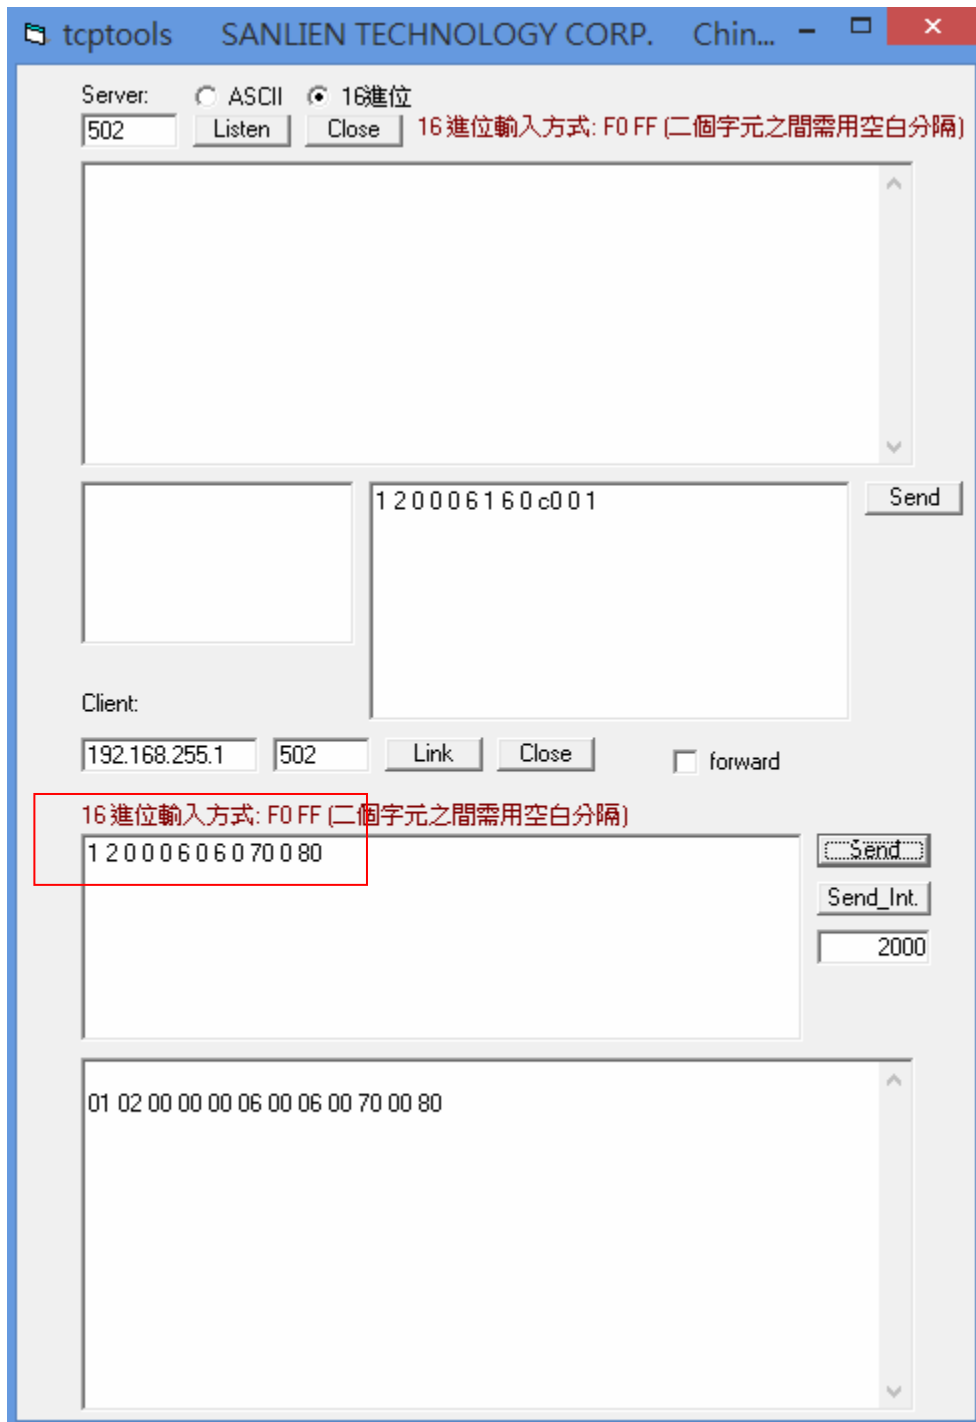 tcptools SANLIEN TECHNOLOGY CORP. Chin...
Server: ASCII 16進位
502 Listen Close 16 進位輸入方式: F0 FF (二個字元之間需用空白分隔)
1 2 0 0 0 6 1 6 0 c0 0 1 Send
Client:
192.168.255.1 502 Link Close forward
16 進位輸入方式: F0 FF (二個字元之間需用空白分隔)
1 2 0 0 0 6 0 6 0 70 0 80 Send
Send_Int.
2000
01 02 00 00 00 06 00 06 00 70 00 80